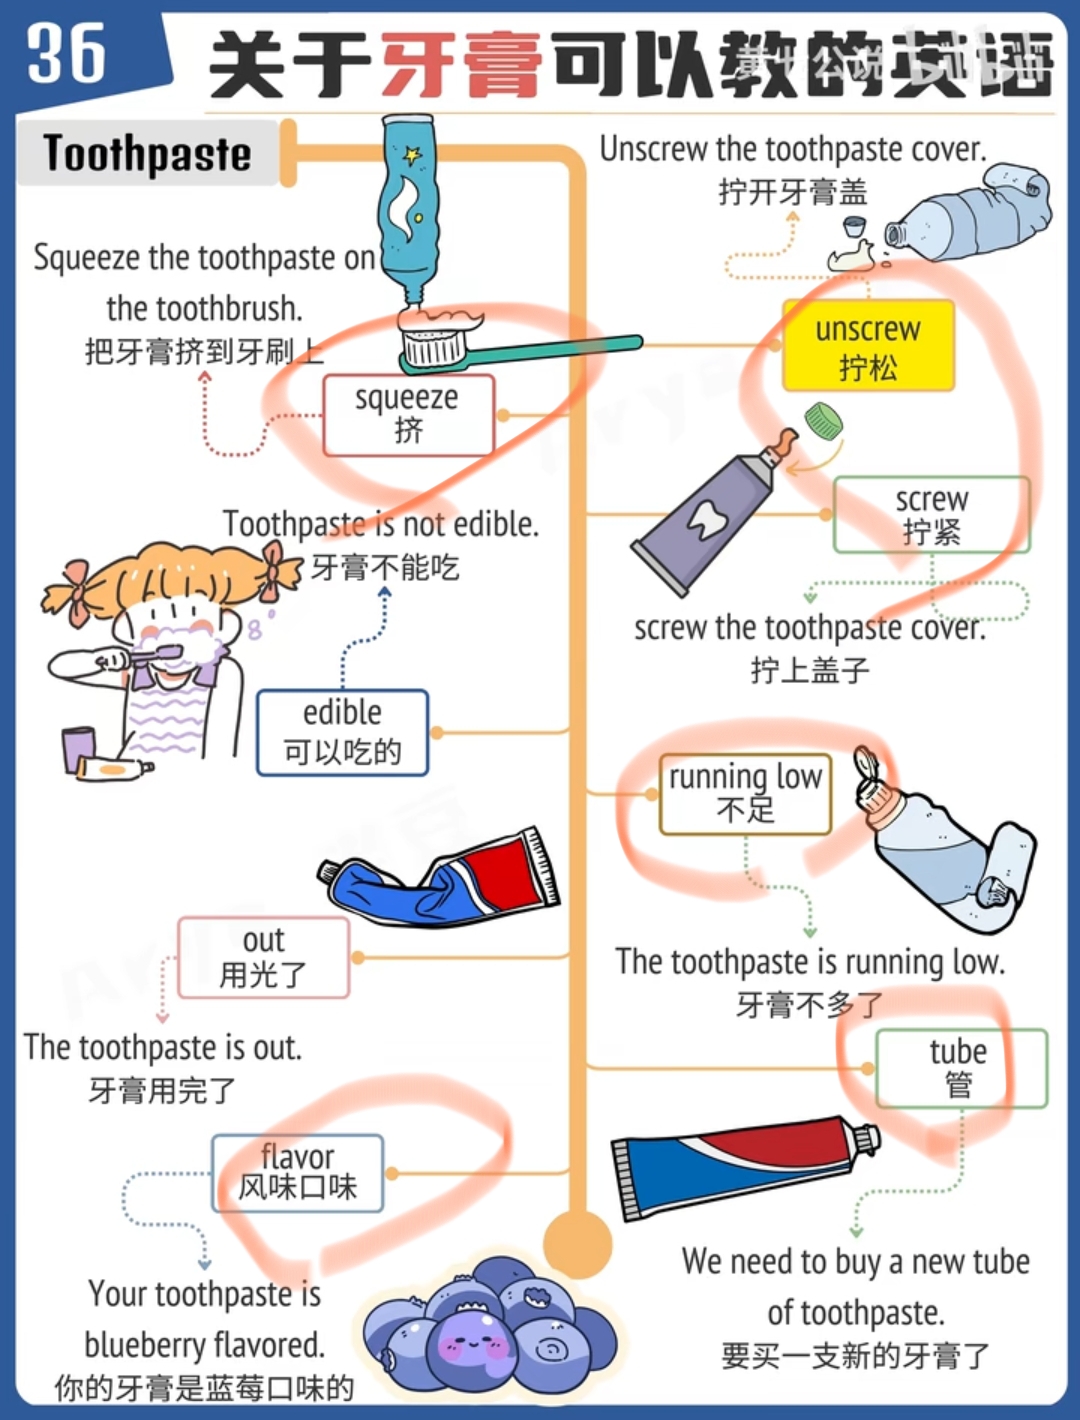 36
关于牙膏可以教的英语
Toothpaste
Unscrew the toothpaste cover.
拧开牙膏盖
Squeeze the toothpaste on
the toothbrush.
把牙膏挤到牙刷上
unscrew
拧松
squeeze
挤
screw
拧紧
Toothpaste is not edible.
牙膏不能吃
screw the toothpaste cover.
拧上盖子
edible
可以吃的
running low
不足
out
用光了
The toothpaste is running low.
牙膏不多了
The toothpaste is out.
牙膏用完了
tube
管
flavor
风味口味
We need to buy a new tube
of toothpaste.
要买一支新的牙膏了
Your toothpaste is
blueberry flavored.
你的牙膏是蓝莓口味的